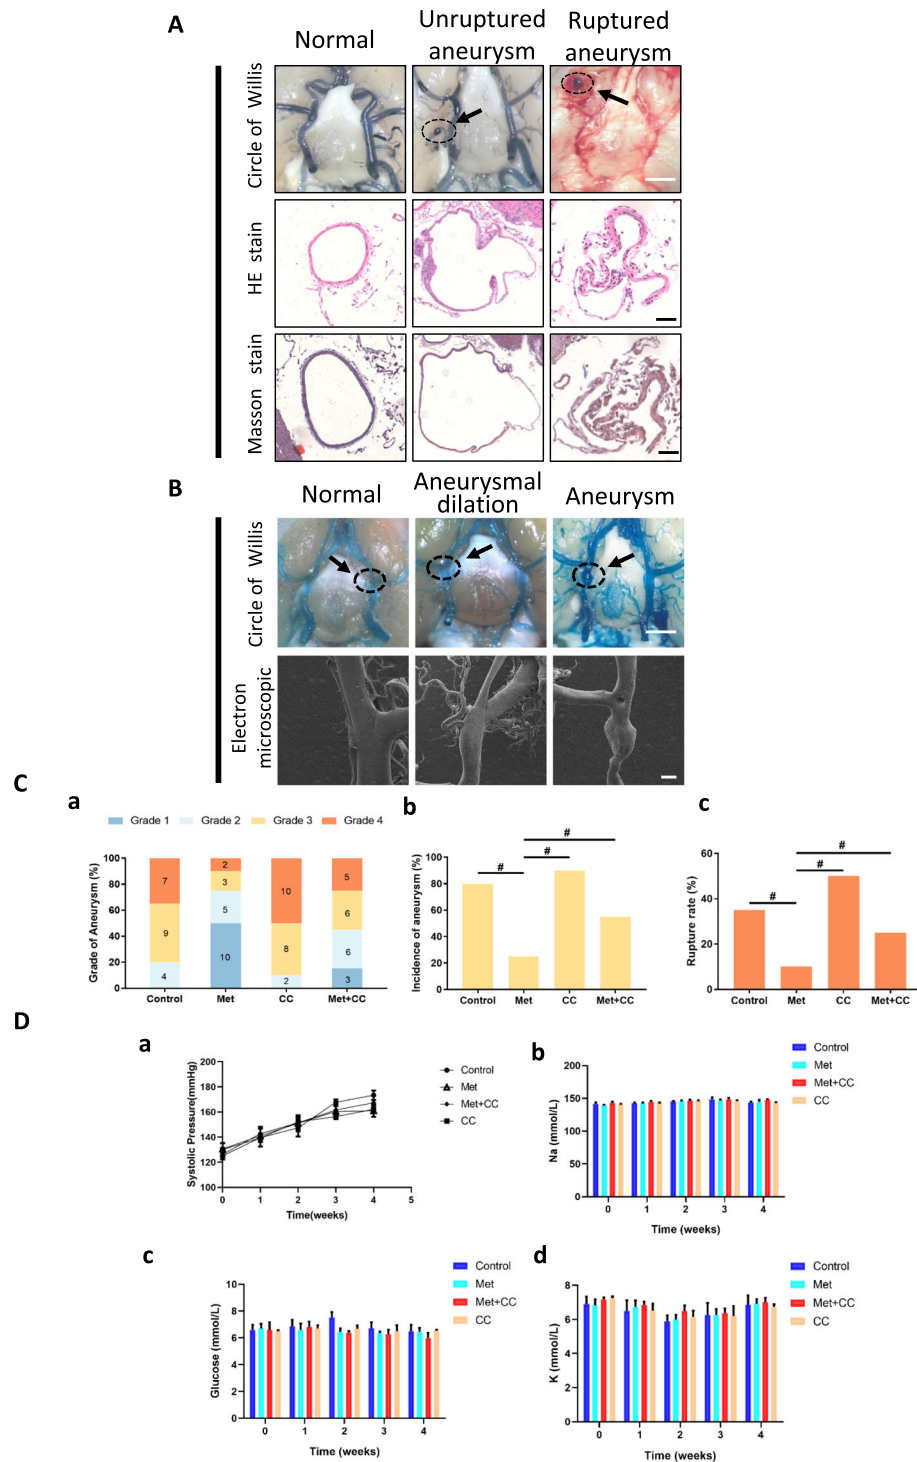 A
Normal
Unruptured
aneurysm
Ruptured
aneurysm
Circle of Willis
HE stain
Masson stain
B
Normal
Aneurysmal
dilation
Aneurysm
Circle of Willis
Electron
microscopic
C
a
Grade 1 Grade 2 Grade 3 Grade 4
Grade of Aneurysm (%)
100
80
60
40
20
0
7
9
4
2
3
5
10
10
8
2
5
6
6
3
Control Met CC Met+CC
b
Incidence of aneurysm (%)
100
80
60
40
20
0
#
#
#
Control Met CC Met+CC
c
Rupture rate (%)
60
40
20
0
#
#
#
Control Met CC Met+CC
D
a
Systolic Pressure(mmHg)
200
180
160
140
120
100
0 1 2 3 4 5
Time(weeks)
Control
Met
Met+CC
CC
b
Na (mmol/L)
200
150
100
50
0
0 1 2 3 4
Time (weeks)
Control
Met
Met+CC
CC
c
Glucose (mmol/L)
10
8
6
4
2
0
0 1 2 3 4
Time (weeks)
Control
Met
Met+CC
CC
d
K (mmol/L)
8
6
4
2
0
0 1 2 3 4
Time (weeks)
Control
Met
Met+CC
CC